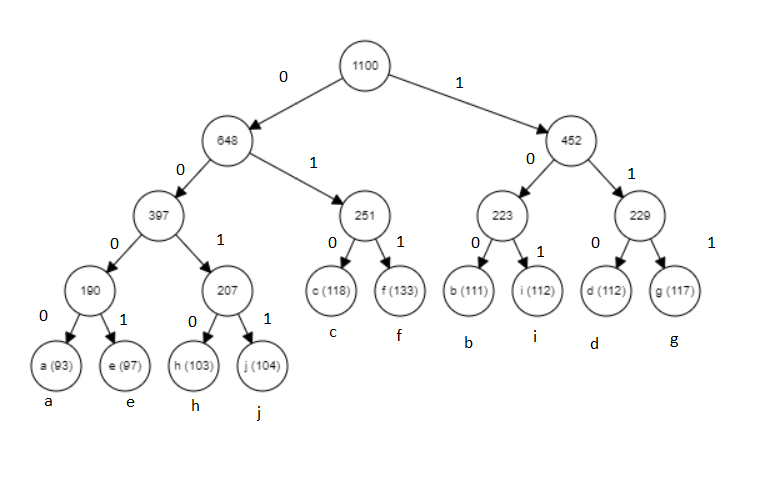 1100
0 1
648 452
0 1 0 1
397 251 223 229
0 1 0 1 0 1 0 1
190 207 c (118) f (133) b (111) i (112) d (112) g (117)
0 1 0 1 c f b i d g
a (93) e (97) h (103) j (104)
a e h j